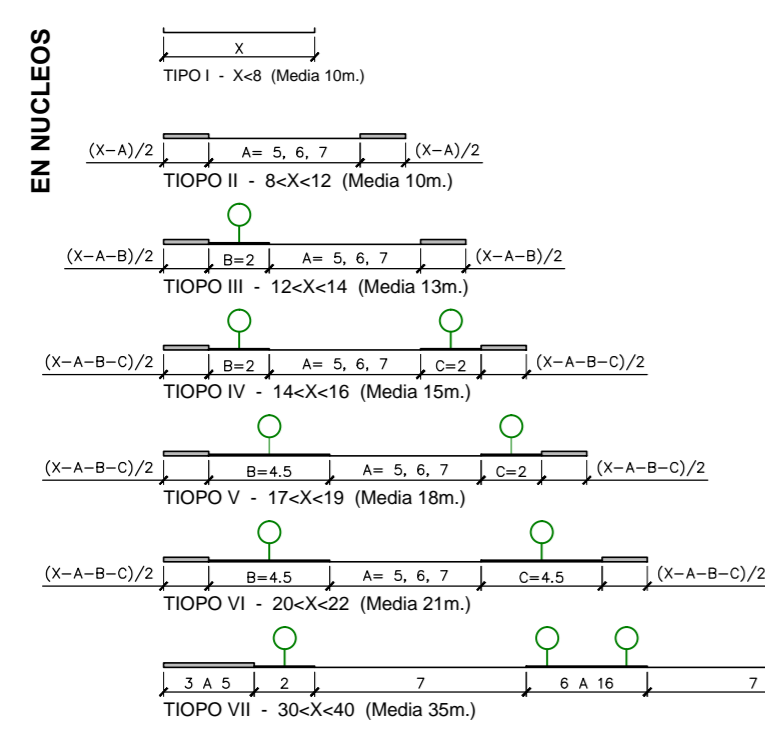 EN NUCLEOS
X
TIPO I - X<8 (Media 10m.)
(X-A)/2 A= 5, 6, 7 (X-A)/2
TIOPO II - 8<X<12 (Media 10m.)
(X-A-B)/2 B=2 A= 5, 6, 7 (X-A-B)/2
TIOPO III - 12<X<14 (Media 13m.)
(X-A-B-C)/2 B=2 A= 5, 6, 7 C=2 (X-A-B-C)/2
TIOPO IV - 14<X<16 (Media 15m.)
(X-A-B-C)/2 B=4.5 A= 5, 6, 7 C=2 (X-A-B-C)/2
TIOPO V - 17<X<19 (Media 18m.)
(X-A-B-C)/2 B=4.5 A= 5, 6, 7 C=4.5 (X-A-B-C)/2
TIOPO VI - 20<X<22 (Media 21m.)
3 A 5 2 7 6 A 16 7
TIOPO VII - 30<X<40 (Media 35m.)